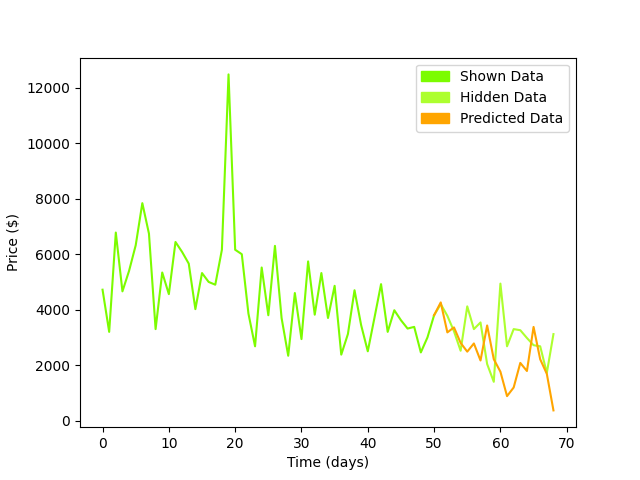 Shown Data
Hidden Data
Predicted Data
12000
10000
8000
6000
4000
2000
0
Price ($)
0 10 20 30 40 50 60 70
Time (days)